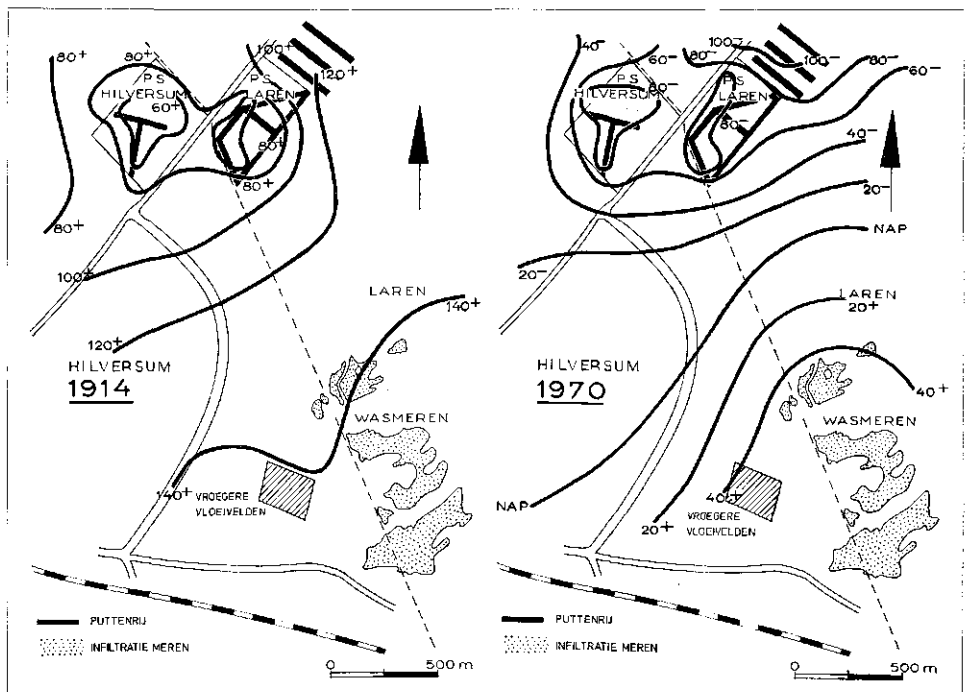 80+
80+
100+
120+
P.S
HILVERSUM
60+
P.S
LAREN
80+
80+
80+
100+
120+
LAREN
140+
HILVERSUM
1914
WASMEREN
140+
VROEGERE
VLOEIVELDEN
PUTTENRIJ
INFILTRATIE MEREN
0
500 m
40-
60-
80-
100-
100-
80-
60-
P.S
HILVERSUM
80-
P.S
LAREN
80-
40-
20-
20-
NAP
LAREN
20+
HILVERSUM
1970
40+
WASMEREN
40+
NAP
20+
VROEGERE
VLOEIVELDEN
PUTTENRIJ
INFILTRATIE MEREN
0
500 m